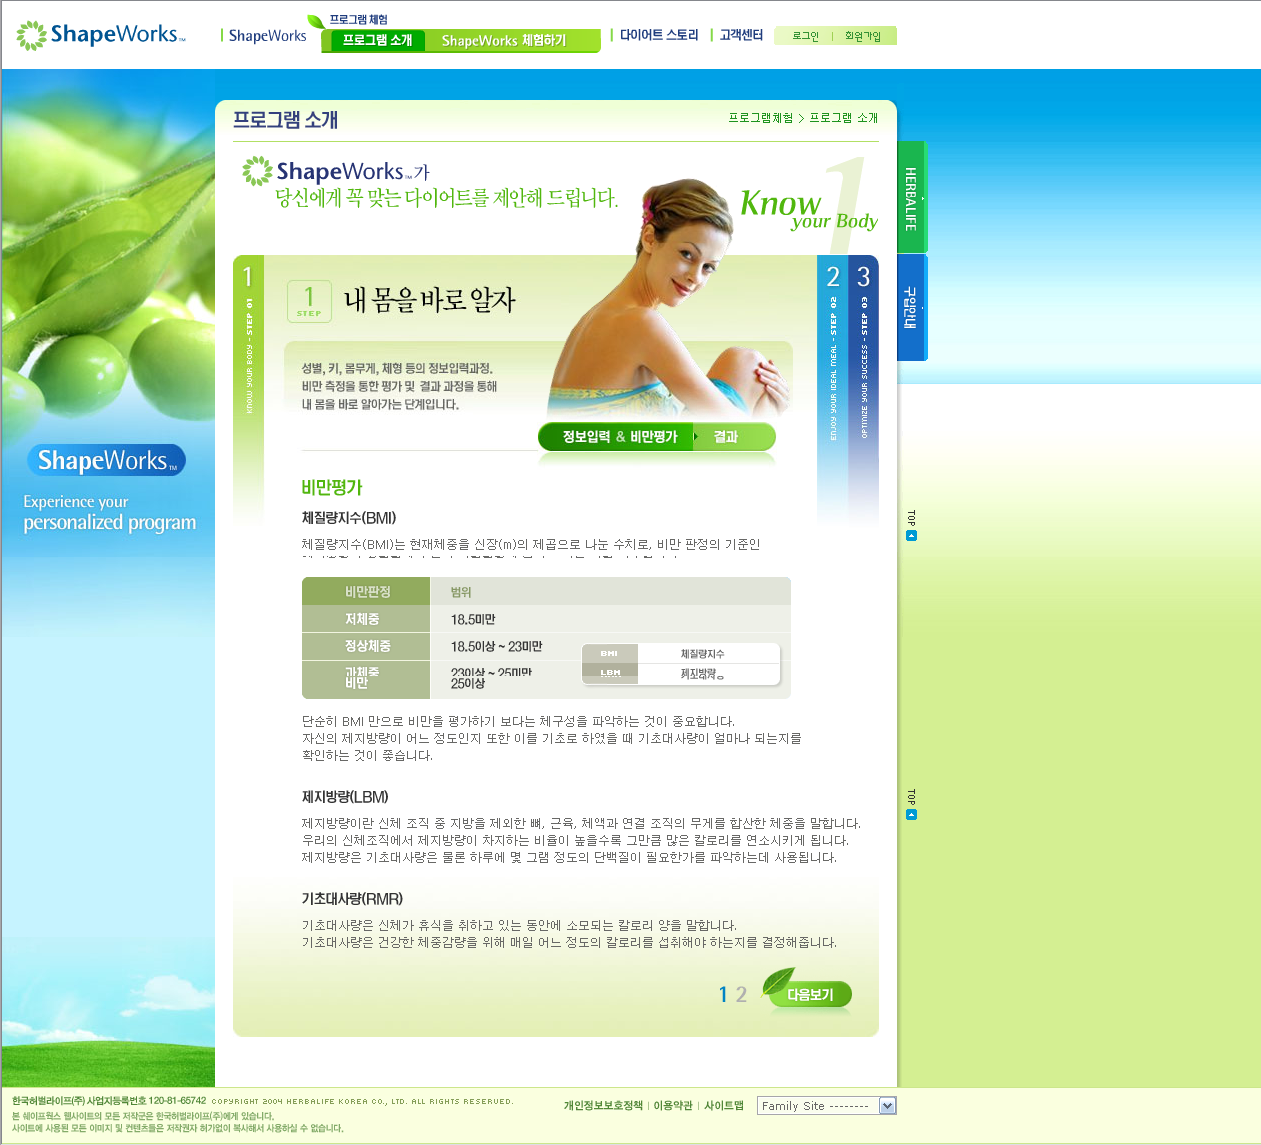 ShapeWorks™
ShapeWorks
프로그램 체험
프로그램 소개
ShapeWorks 체험하기
다이어트 스토리
고객센터
로그인
회원가입
프로그램 소개
프로그램체험 > 프로그램 소개
ShapeWorks™가
당신에게 꼭 맞는 다이어트를 제안해 드립니다.
1
Know
your Body
HERBALIFE
구입안내
1
KNOW YOUR BODY - STEP 01
1
STEP
내 몸을 바로 알자
2
ENJOY YOUR IDEAL MEAL - STEP 02
3
OPTIMIZE YOUR SUCCESS - STEP 03
성별, 키, 몸무게, 체형 등의 정보입력과정.
비만 측정을 통한 평가 및 결과 과정을 통해
내 몸을 바로 알아가는 단계입니다.
정보입력 & 비만평가
결과
ShapeWorks™
Experience your
personalized program
비만평가
체질량지수(BMI)
체질량지수(BMI)는 현재체중을 신장(m)의 제곱으로 나눈 수치로, 비만 판정의 기준인
비만판정 범위
저체중 18.5미만
정상체중 18.5이상 ~ 23미만
과체중 23이상 ~ 25미만
비만 25이상
BMI 체질량지수
LBM 제지방량
단순히 BMI 만으로 비만을 평가하기 보다는 체구성을 파악하는 것이 중요합니다.
자신의 제지방량이 어느 정도인지 또한 이를 기초로 하였을 때 기초대사량이 얼마나 되는지를
확인하는 것이 좋습니다.
제지방량(LBM)
제지방량이란 신체 조직 중 지방을 제외한 뼈, 근육, 체액과 연결 조직의 무게를 합산한 체중을 말합니다.
우리의 신체조직에서 제지방량이 차지하는 비율이 높을수록 그만큼 많은 칼로리를 연소시키게 됩니다.
제지방량은 기초대사량은 물론 하루에 몇 그램 정도의 단백질이 필요한가를 파악하는데 사용됩니다.
기초대사량(RMR)
기초대사량은 신체가 휴식을 취하고 있는 동안에 소모되는 칼로리 양을 말합니다.
기초대사량은 건강한 체중감량을 위해 매일 어느 정도의 칼로리를 섭취해야 하는지를 결정해줍니다.
TOP
TOP
1 2
다음보기
한국허벌라이프(주) 사업지등록번호 120-81-65742 COPYRIGHT 2004 HERBALIFE KOREA CO., LTD. ALL RIGHTS RESERVED.
본 쉐이프웍스 웹사이트의 모든 저작군은 한국허벌라이프(주)에게 있습니다.
사이트에 사용된 모든 이미지 및 컨텐츠들은 저작권자 허가없이 복사해서 사용하실 수 없습니다.
개인정보보호정책
이용약관
사이트맵
Family Site --------